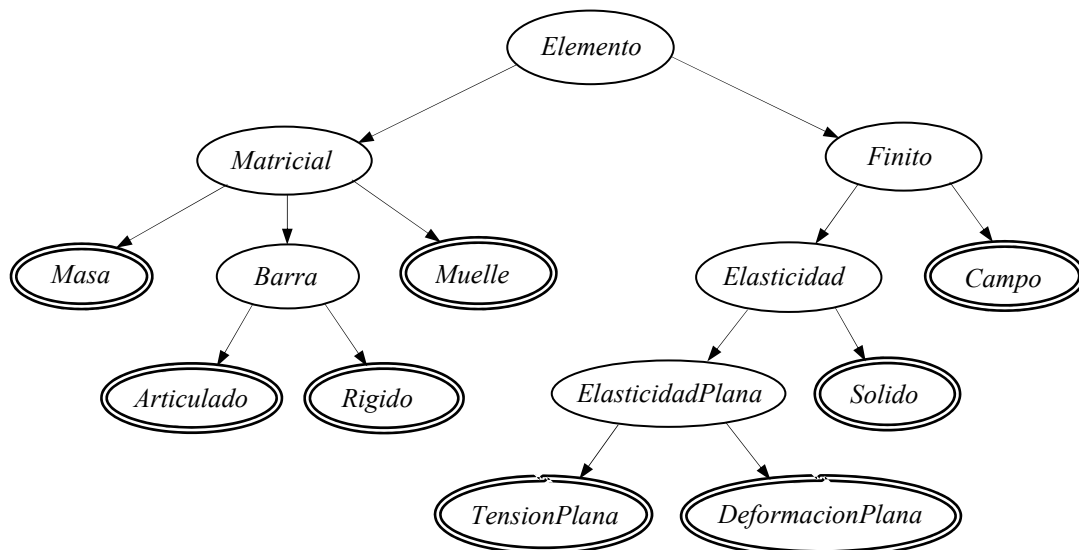 Elemento
Matricial
Finito
Masa
Barra
Muelle
Elasticidad
Campo
Articulado
Rigido
ElasticidadPlana
Solido
TensionPlana
DeformacionPlana